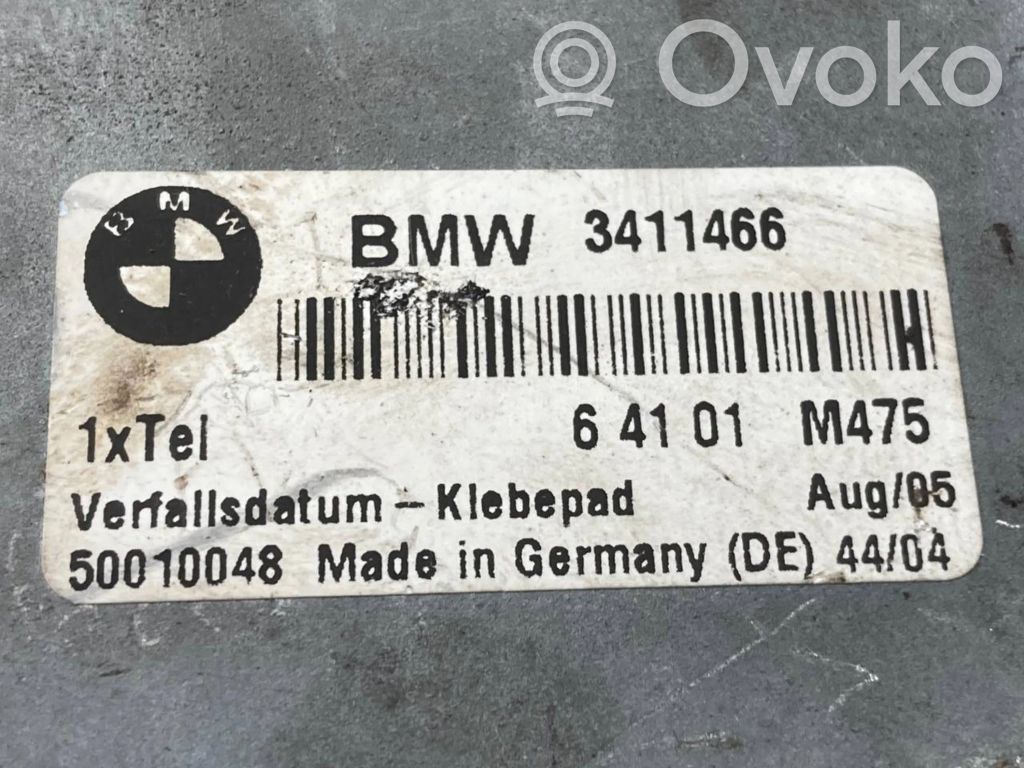 Ovoko
BMW
BMW 3411466
1xTel 6 41 01 M475
Verfallsdatum – Klebepad Aug/05
50010048 Made in Germany (DE) 44/04